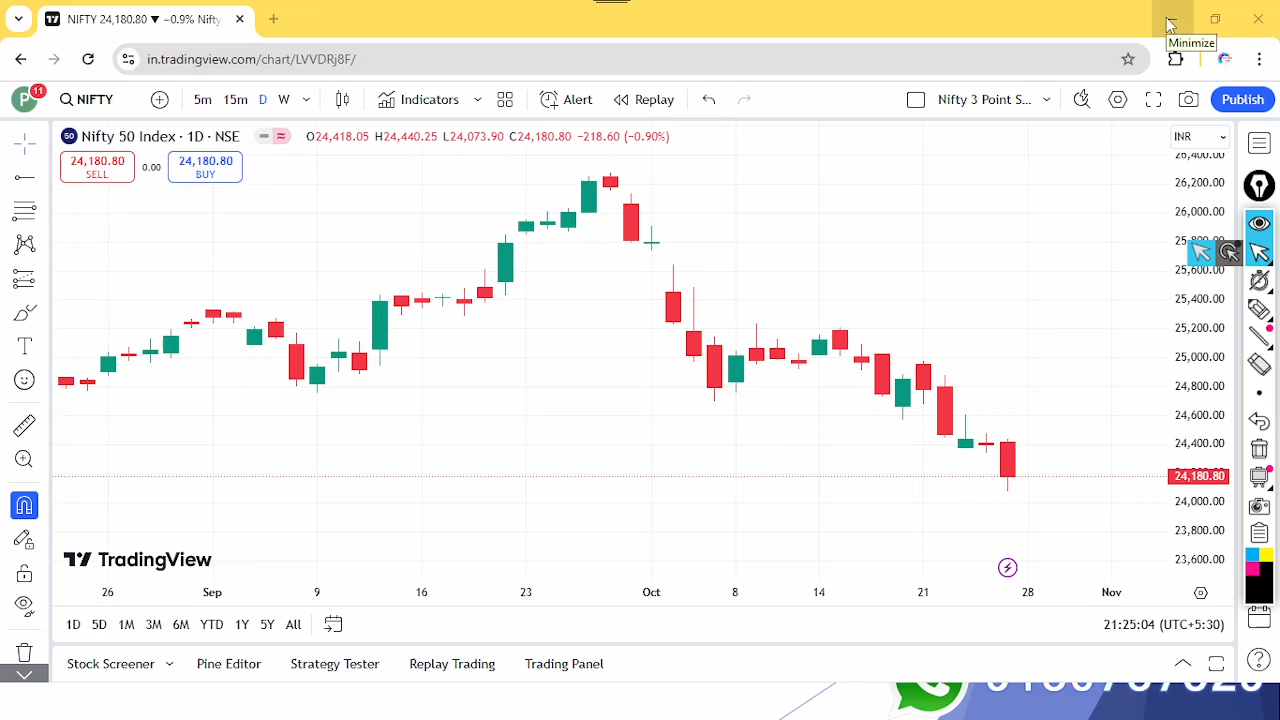 NIFTY 24,180.80 ▼ −0.9% Nifty
Minimize
in.tradingview.com/chart/LVVDRj8F/
P 11 NIFTY 5m 15m D W Indicators Alert Replay Nifty 3 Point S... Publish
50 Nifty 50 Index · 1D · NSE O24,418.05 H24,440.25 L24,073.90 C24,180.80 −218.60 (−0.90%) INR
24,180.80 SELL 0.00 24,180.80 BUY
26,400.00
26,200.00
26,000.00
25,800.00
25,600.00
25,400.00
25,200.00
25,000.00
24,800.00
24,600.00
24,400.00
24,180.80
24,000.00
23,800.00
23,600.00
TradingView
26 Sep 9 16 23 Oct 8 14 21 28 Nov
1D 5D 1M 3M 6M YTD 1Y 5Y All 21:25:04 (UTC+5:30)
Stock Screener Pine Editor Strategy Tester Replay Trading Trading Panel